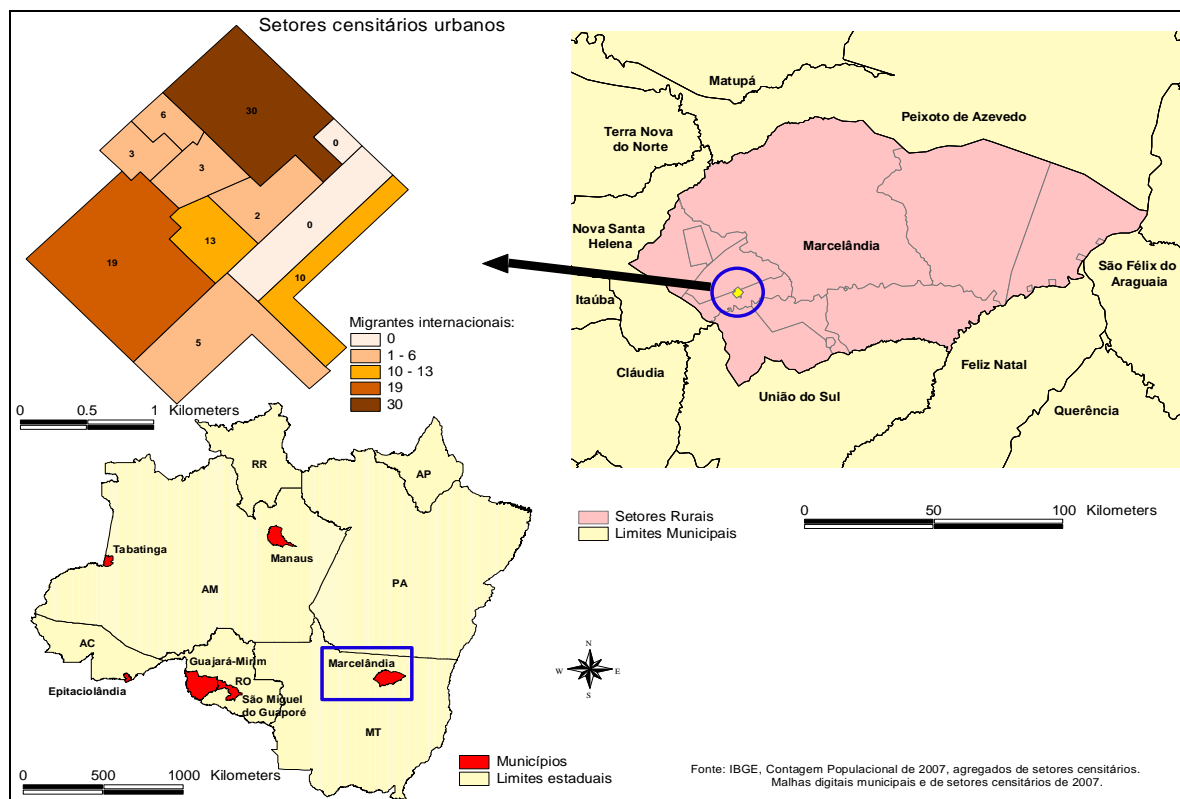 Setores censitários urbanos
30
6
0
3
3
2
0
13
19
10
5
Migrantes internacionais:
0
1 - 6
10 - 13
19
30
0 0.5 1 Kilometers
Matupá
Peixoto de Azevedo
Terra Nova
do Norte
Nova Santa
Helena
Marcelândia
São Félix do
Araguaia
Itaúba
Cláudia
Feliz Natal
União do Sul
Querência
Setores Rurais
Limites Municipais
0 50 100 Kilometers
RR
AP
Tabatinga
Manaus
AM
PA
AC
Guajará-Mirim
Marcelândia
Epitaciolândia
RO
São Miguel
do Guaporé
MT
N
W E
S
Municípios
Limites estaduais
0 500 1000 Kilometers
Fonte: IBGE, Contagem Populacional de 2007, agregados de setores censitários.
Malhas digitais municipais e de setores censitários de 2007.